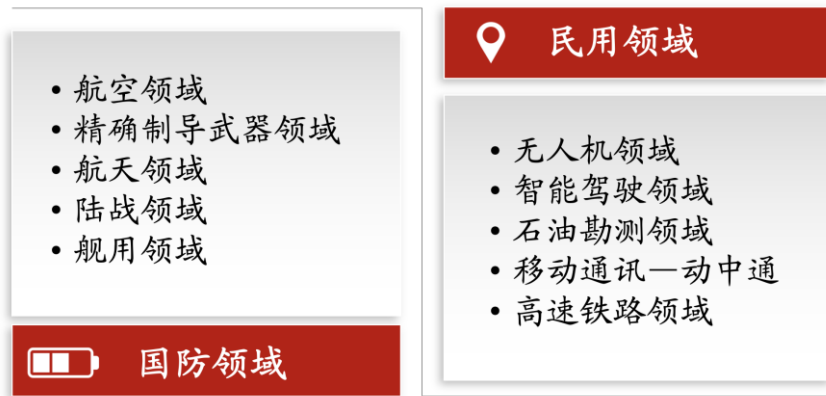 • 航空领域
• 精确制导武器领域
• 航天领域
• 陆战领域
• 舰用领域
国防领域
民用领域
• 无人机领域
• 智能驾驶领域
• 石油勘测领域
• 移动通讯—动中通
• 高速铁路领域